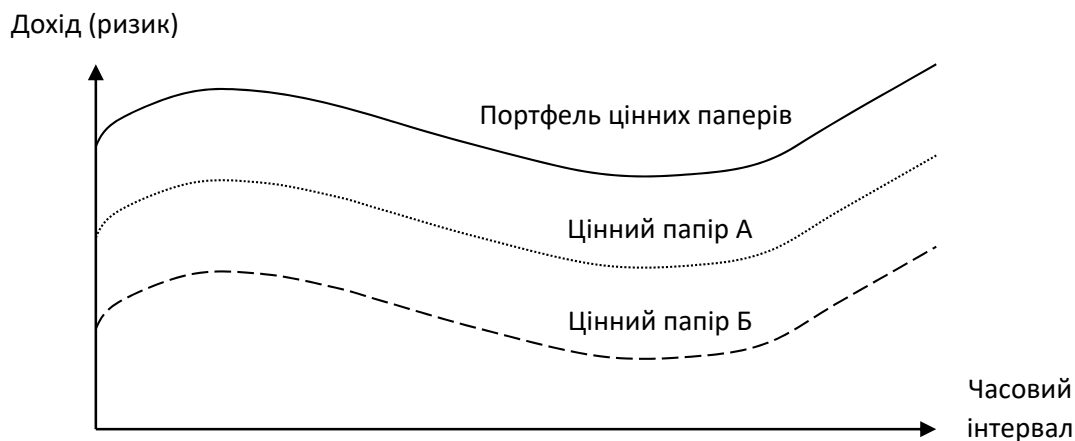 Дохід (ризик)
Портфель цінних паперів
Цінний папір А
Цінний папір Б
Часовий
інтервал